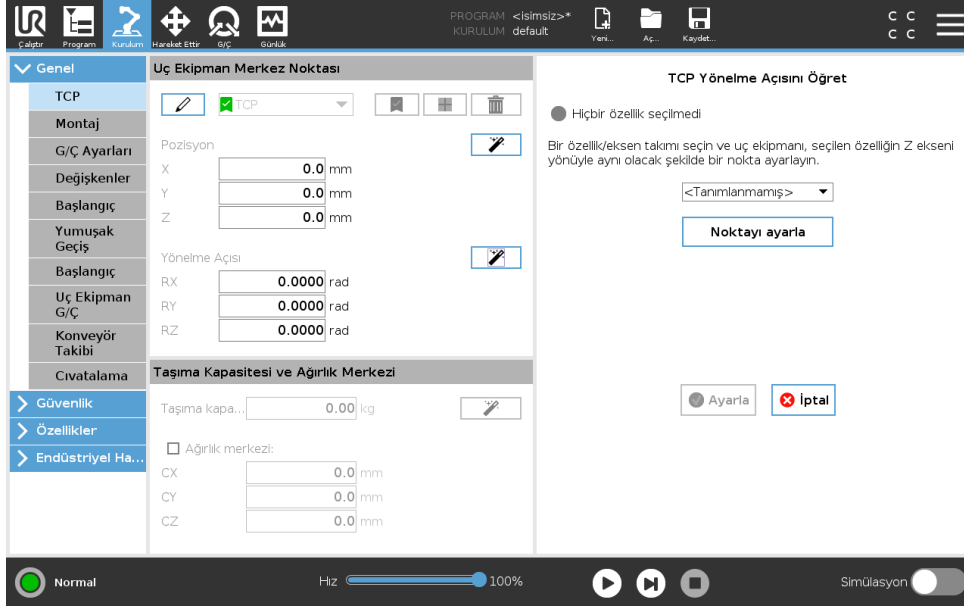 PROGRAM <isimsiz>*
KURULUM default
Çalıştır
Program
Kurulum
Hareket Ettir
G/Ç
Günlük
Yeni...
Aç...
Kaydet...
C C
C C
Genel
TCP
Montaj
G/Ç Ayarları
Değişkenler
Başlangıç
Yumuşak
Geçiş
Başlangıç
Uç Ekipman
G/Ç
Konveyör
Takibi
Cıvatalama
Güvenlik
Özellikler
Endüstriyel Ha...
Uç Ekipman Merkez Noktası
TCP
Pozisyon
X 0.0 mm
Y 0.0 mm
Z 0.0 mm
Yönelme Açısı
RX 0.0000 rad
RY 0.0000 rad
RZ 0.0000 rad
Taşıma Kapasitesi ve Ağırlık Merkezi
Taşıma kapa... 0.00 kg
Ağırlık merkezi:
CX 0.0 mm
CY 0.0 mm
CZ 0.0 mm
TCP Yönelme Açısını Öğret
Hiçbir özellik seçilmedi
Bir özellik/eksen takımı seçin ve uç ekipmanı, seçilen özelliğin Z ekseni
yönüyle aynı olacak şekilde bir nokta ayarlayın.
<Tanımlanmamış>
Noktayı ayarla
Ayarla
İptal
Normal
Hız 100%
Simülasyon